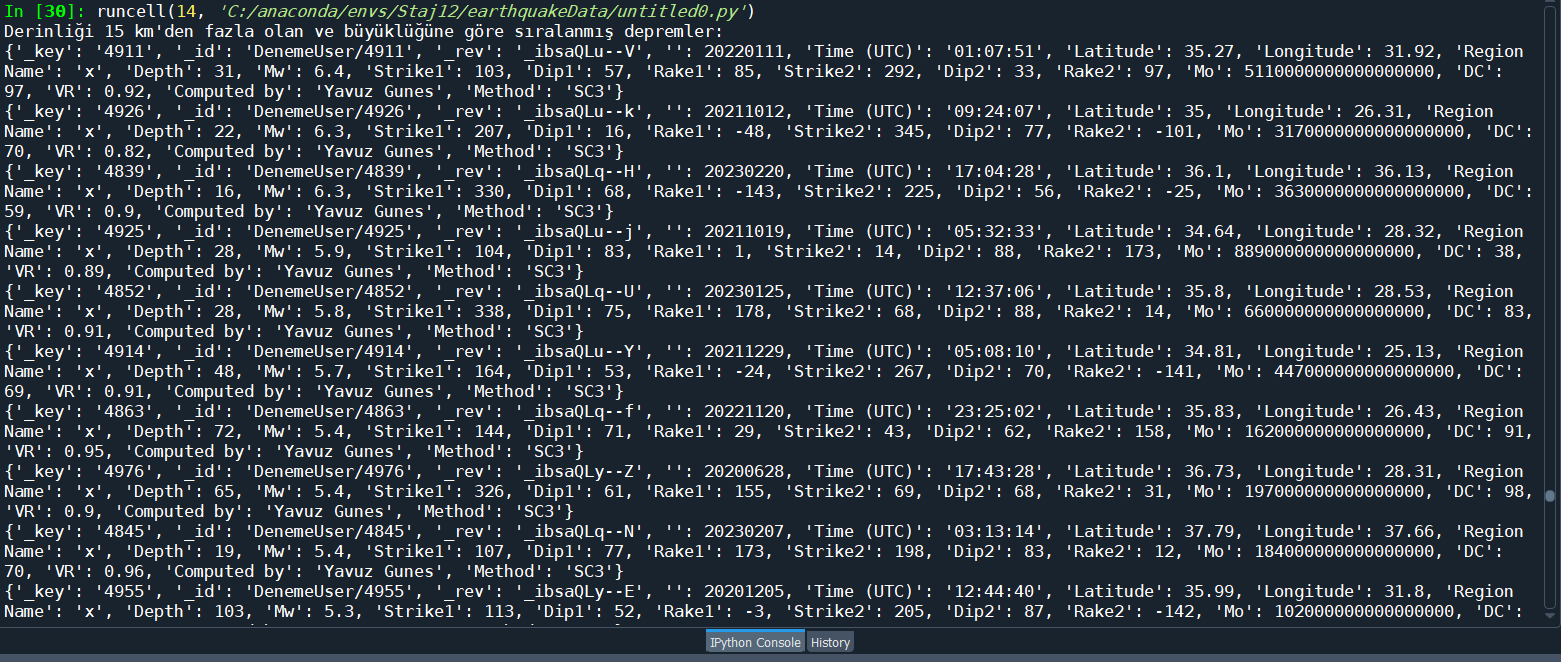 In [30]: runcell(14, 'C:/anaconda/envs/Staj12/earthquakeData/untitled0.py')
Derinliği 15 km'den fazla olan ve büyüklüğüne göre sıralanmış depremler:
{'_key': '4911', '_id': 'DenemeUser/4911', '_rev': '_ibsaQLu--V', '': 20220111, 'Time (UTC)': '01:07:51', 'Latitude': 35.27, 'Longitude': 31.92, 'Region
Name': 'x', 'Depth': 31, 'Mw': 6.4, 'Strike1': 103, 'Dip1': 57, 'Rake1': 85, 'Strike2': 292, 'Dip2': 33, 'Rake2': 97, 'Mo': 5110000000000000000, 'DC':
97, 'VR': 0.92, 'Computed by': 'Yavuz Gunes', 'Method': 'SC3'}
{'_key': '4926', '_id': 'DenemeUser/4926', '_rev': '_ibsaQLu--k', '': 20211012, 'Time (UTC)': '09:24:07', 'Latitude': 35, 'Longitude': 26.31, 'Region
Name': 'x', 'Depth': 22, 'Mw': 6.3, 'Strike1': 207, 'Dip1': 16, 'Rake1': -48, 'Strike2': 345, 'Dip2': 77, 'Rake2': -101, 'Mo': 3170000000000000000, 'DC':
70, 'VR': 0.82, 'Computed by': 'Yavuz Gunes', 'Method': 'SC3'}
{'_key': '4839', '_id': 'DenemeUser/4839', '_rev': '_ibsaQLq--H', '': 20230220, 'Time (UTC)': '17:04:28', 'Latitude': 36.1, 'Longitude': 36.13, 'Region
Name': 'x', 'Depth': 16, 'Mw': 6.3, 'Strike1': 330, 'Dip1': 68, 'Rake1': -143, 'Strike2': 225, 'Dip2': 56, 'Rake2': -25, 'Mo': 3630000000000000000, 'DC':
59, 'VR': 0.9, 'Computed by': 'Yavuz Gunes', 'Method': 'SC3'}
{'_key': '4925', '_id': 'DenemeUser/4925', '_rev': '_ibsaQLu--j', '': 20211019, 'Time (UTC)': '05:32:33', 'Latitude': 34.64, 'Longitude': 28.32, 'Region
Name': 'x', 'Depth': 28, 'Mw': 5.9, 'Strike1': 104, 'Dip1': 83, 'Rake1': 1, 'Strike2': 14, 'Dip2': 88, 'Rake2': 173, 'Mo': 889000000000000000, 'DC': 38,
'VR': 0.89, 'Computed by': 'Yavuz Gunes', 'Method': 'SC3'}
{'_key': '4852', '_id': 'DenemeUser/4852', '_rev': '_ibsaQLq--U', '': 20230125, 'Time (UTC)': '12:37:06', 'Latitude': 35.8, 'Longitude': 28.53, 'Region
Name': 'x', 'Depth': 28, 'Mw': 5.8, 'Strike1': 338, 'Dip1': 75, 'Rake1': 178, 'Strike2': 68, 'Dip2': 88, 'Rake2': 14, 'Mo': 660000000000000000, 'DC': 83,
'VR': 0.91, 'Computed by': 'Yavuz Gunes', 'Method': 'SC3'}
{'_key': '4914', '_id': 'DenemeUser/4914', '_rev': '_ibsaQLu--Y', '': 20211229, 'Time (UTC)': '05:08:10', 'Latitude': 34.81, 'Longitude': 25.13, 'Region
Name': 'x', 'Depth': 48, 'Mw': 5.7, 'Strike1': 164, 'Dip1': 53, 'Rake1': -24, 'Strike2': 267, 'Dip2': 70, 'Rake2': -141, 'Mo': 447000000000000000, 'DC':
69, 'VR': 0.91, 'Computed by': 'Yavuz Gunes', 'Method': 'SC3'}
{'_key': '4863', '_id': 'DenemeUser/4863', '_rev': '_ibsaQLq--f', '': 20221120, 'Time (UTC)': '23:25:02', 'Latitude': 35.83, 'Longitude': 26.43, 'Region
Name': 'x', 'Depth': 72, 'Mw': 5.4, 'Strike1': 144, 'Dip1': 71, 'Rake1': 29, 'Strike2': 43, 'Dip2': 62, 'Rake2': 158, 'Mo': 162000000000000000, 'DC': 91,
'VR': 0.95, 'Computed by': 'Yavuz Gunes', 'Method': 'SC3'}
{'_key': '4976', '_id': 'DenemeUser/4976', '_rev': '_ibsaQLy--Z', '': 20200628, 'Time (UTC)': '17:43:28', 'Latitude': 36.73, 'Longitude': 28.31, 'Region
Name': 'x', 'Depth': 65, 'Mw': 5.4, 'Strike1': 326, 'Dip1': 61, 'Rake1': 155, 'Strike2': 69, 'Dip2': 68, 'Rake2': 31, 'Mo': 197000000000000000, 'DC': 98,
'VR': 0.9, 'Computed by': 'Yavuz Gunes', 'Method': 'SC3'}
{'_key': '4845', '_id': 'DenemeUser/4845', '_rev': '_ibsaQLq--N', '': 20230207, 'Time (UTC)': '03:13:14', 'Latitude': 37.79, 'Longitude': 37.66, 'Region
Name': 'x', 'Depth': 19, 'Mw': 5.4, 'Strike1': 107, 'Dip1': 77, 'Rake1': 173, 'Strike2': 198, 'Dip2': 83, 'Rake2': 12, 'Mo': 184000000000000000, 'DC':
70, 'VR': 0.96, 'Computed by': 'Yavuz Gunes', 'Method': 'SC3'}
{'_key': '4955', '_id': 'DenemeUser/4955', '_rev': '_ibsaQLy--E', '': 20201205, 'Time (UTC)': '12:44:40', 'Latitude': 35.99, 'Longitude': 31.8, 'Region
Name': 'x', 'Depth': 103, 'Mw': 5.3, 'Strike1': 113, 'Dip1': 52, 'Rake1': -3, 'Strike2': 205, 'Dip2': 87, 'Rake2': -142, 'Mo': 102000000000000000, 'DC':
IPython Console History